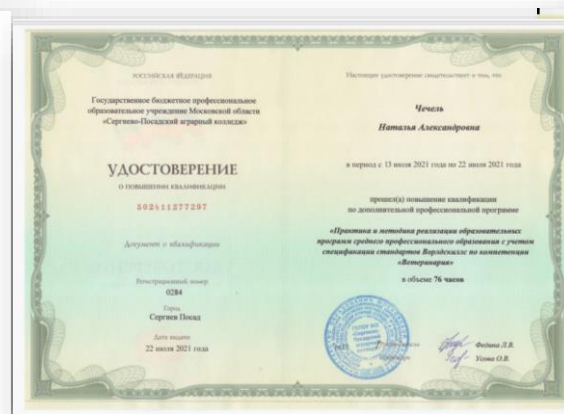 РОССИЙСКАЯ ФЕДЕРАЦИЯ
Государственное бюджетное профессиональное
образовательное учреждение Московской области
«Сергиево-Посадский аграрный колледж»
УДОСТОВЕРЕНИЕ
О ПОВЫШЕНИИ КВАЛИФИКАЦИИ
502411277297
Документ о квалификации
Регистрационный номер
0284
Город
Сергиев Посад
Дата выдачи
22 июля 2021 года
Настоящее удостоверение свидетельствует о том, что
Чечель
Наталья Александровна
в период с 13 июля 2021 года по 22 июля 2021 года
прошел(а) повышение квалификации
по дополнительной профессиональной программе
«Практика и методика реализации образовательных
программ среднего профессионального образования с учетом
спецификации стандартов Ворлдскиллс по компетенции
«Ветеринария»
в объеме 76 часов
Федина Л.В.
Усова О.В.